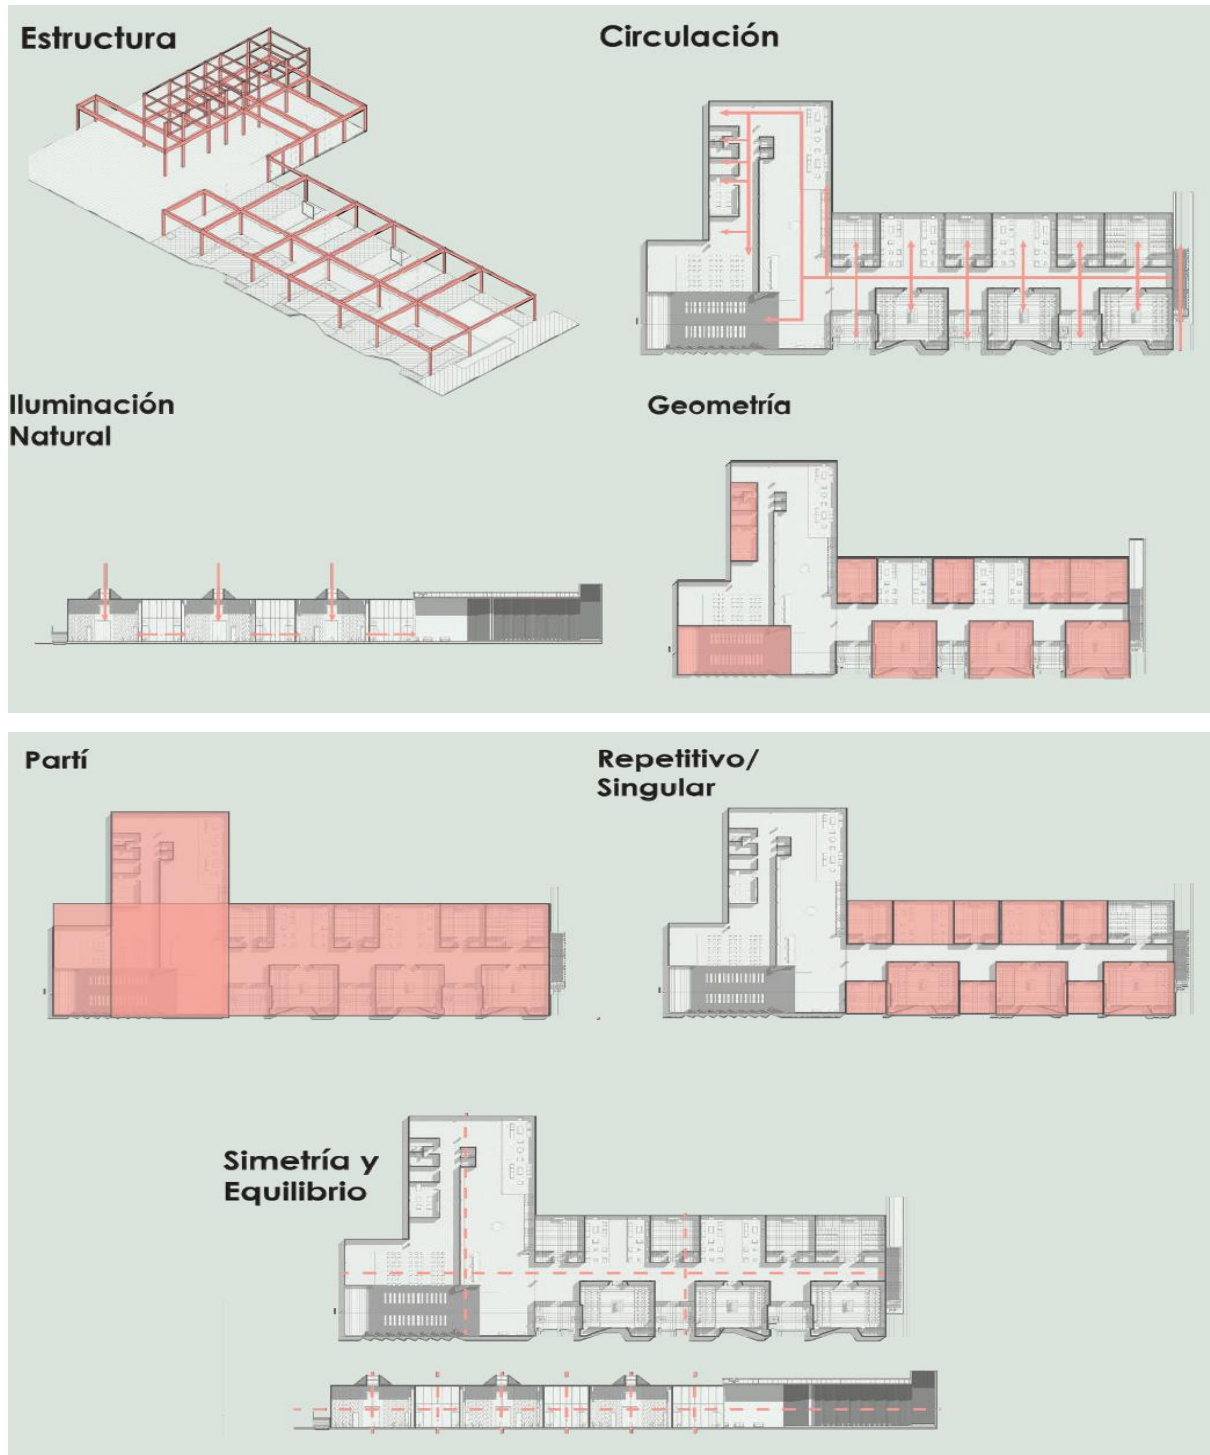 Estructura
Circulación
Iluminación
Natural
Geometría
Partí
Repetitivo/
Singular
Simetría y
Equilibrio